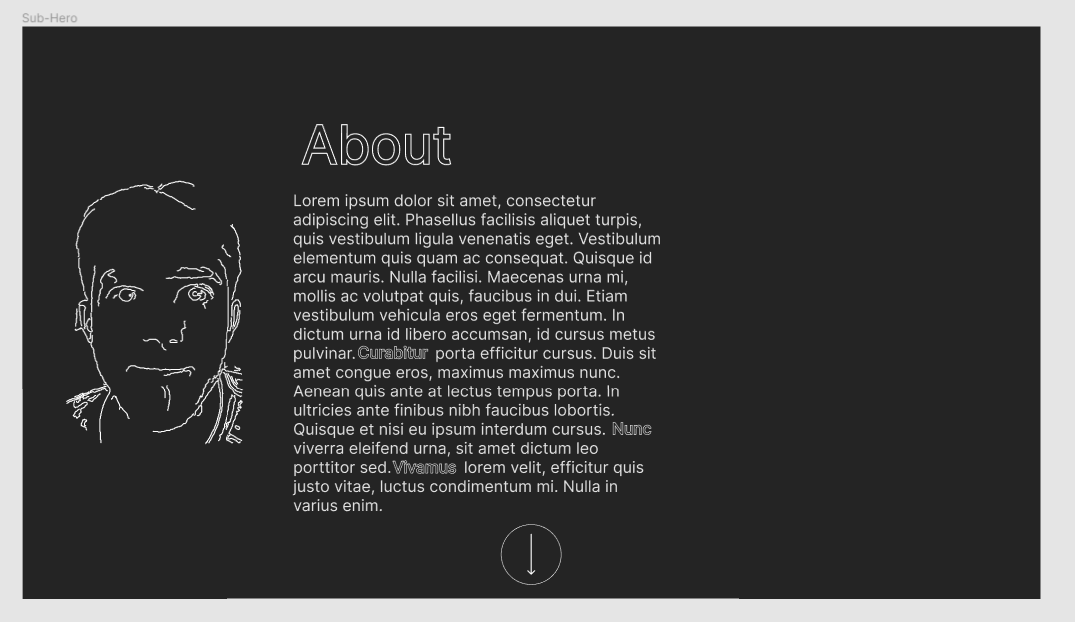 Sub-Hero
About
Lorem ipsum dolor sit amet, consectetur
adipiscing elit. Phasellus facilisis aliquet turpis,
quis vestibulum ligula venenatis eget. Vestibulum
elementum quis quam ac consequat. Quisque id
arcu mauris. Nulla facilisi. Maecenas urna mi,
mollis ac volutpat quis, faucibus in dui. Etiam
vestibulum vehicula eros eget fermentum. In
dictum urna id libero accumsan, id cursus metus
pulvinar. Curabitur porta efficitur cursus. Duis sit
amet congue eros, maximus maximus nunc.
Aenean quis ante at lectus tempus porta. In
ultricies ante finibus nibh faucibus lobortis.
Quisque et nisi eu ipsum interdum cursus. Nunc
viverra eleifend urna, sit amet dictum leo
porttitor sed. Vivamus lorem velit, efficitur quis
justo vitae, luctus condimentum mi. Nulla in
varius enim.